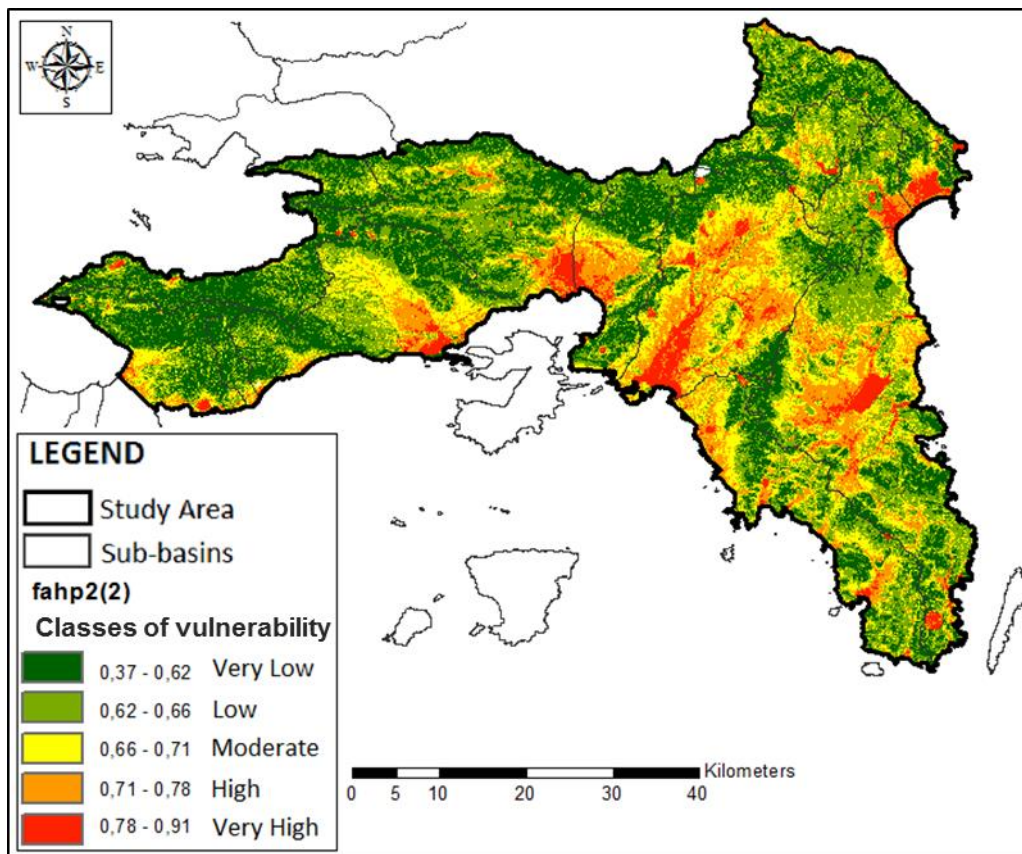 N
W E
S
LEGEND
Study Area
Sub-basins
fahp2(2)
Classes of vulnerability
0,37 - 0,62 Very Low
0,62 - 0,66 Low
0,66 - 0,71 Moderate
0,71 - 0,78 High
0,78 - 0,91 Very High
Kilometers
0 5 10 20 30 40